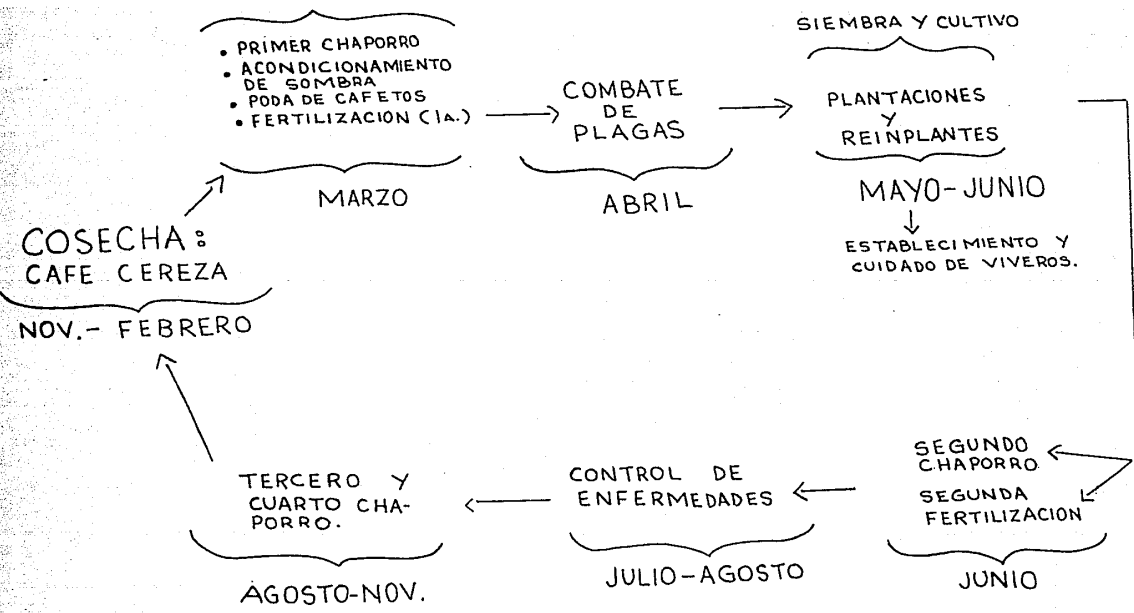 • PRIMER CHAPORRO
• ACONDICIONAMIENTO
DE SOMBRA
• PODA DE CAFETOS
• FERTILIZACION (1A.)
MARZO
COMBATE
DE
PLAGAS
ABRIL
SIEMBRA Y CULTIVO
PLANTACIONES
Y
REINPLANTES
MAYO-JUNIO
ESTABLECIMIENTO Y
CUIDADO DE VIVEROS.
COSECHA:
CAFE CEREZA
NOV.- FEBRERO
SEGUNDO
CHAPORRO
SEGUNDA
FERTILIZACION
JUNIO
CONTROL DE
ENFERMEDADES
JULIO-AGOSTO
TERCERO Y
CUARTO CHA-
PORRO.
AGOSTO-NOV.